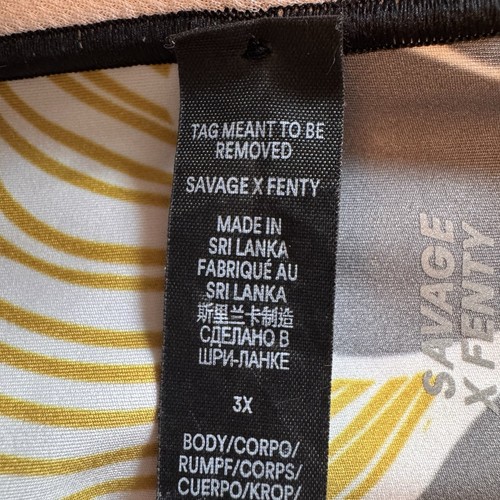 TAG MEANT TO BE
REMOVED
SAVAGE X FENTY
MADE IN
SRI LANKA
FABRIQUÉ AU
SRI LANKA
斯里兰卡制造
СДЕЛАНО В
ШРИ-ЛАНКЕ
3X
BODY/CORPO/
RUMPF/CORPS/
CUERPO/KROP/
SAVAGE
X FENTY